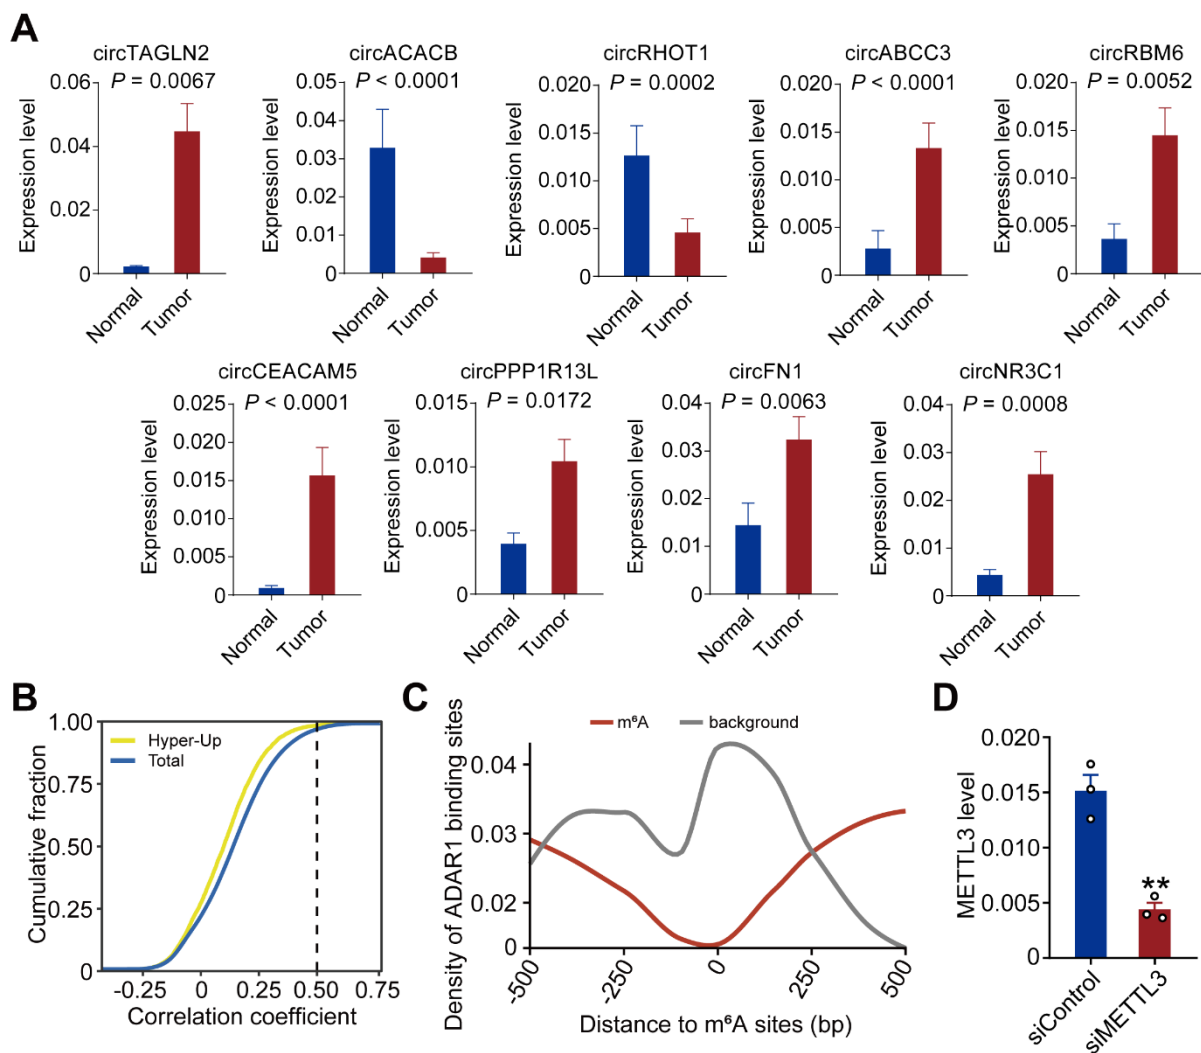 A
circTAGLN2
P = 0.0067
Expression level
0.06
0.04
0.02
0
Normal
Tumor
circACACB
P < 0.0001
Expression level
0.05
0.04
0.03
0.02
0.01
0
Normal
Tumor
circRHOT1
P = 0.0002
Expression level
0.020
0.015
0.010
0.005
0
Normal
Tumor
circABCC3
P < 0.0001
Expression level
0.020
0.015
0.010
0.005
0
Normal
Tumor
circRBM6
P = 0.0052
Expression level
0.020
0.015
0.010
0.005
0
Normal
Tumor
circCEACAM5
P < 0.0001
Expression level
0.025
0.020
0.015
0.010
0.005
0
Normal
Tumor
circPPP1R13L
P = 0.0172
Expression level
0.015
0.010
0.005
0
Normal
Tumor
circFN1
P = 0.0063
Expression level
0.04
0.03
0.02
0.01
0
Normal
Tumor
circNR3C1
P = 0.0008
Expression level
0.04
0.03
0.02
0.01
0
Normal
Tumor
B
Hyper-Up
Total
Cumulative fraction
1.00
0.75
0.50
0.25
0
-0.25 0 0.25 0.50 0.75
Correlation coefficient
C
m⁶A background
Density of ADAR1 binding sites
0.04
0.03
0.02
0
-500 -250 0 250 500
Distance to m⁶A sites (bp)
D
METTL3 level
0.020
0.015
0.010
0.005
0
**
siControl
siMETTL3